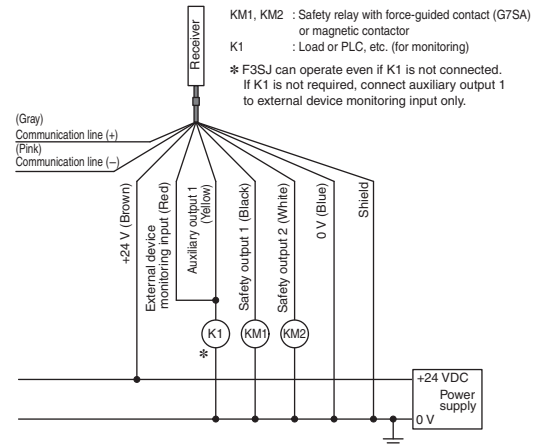 Receiver
KM1, KM2 : Safety relay with force-guided contact (G7SA)
or magnetic contactor
K1 : Load or PLC, etc. (for monitoring)
* F3SJ can operate even if K1 is not connected.
If K1 is not required, connect auxiliary output 1
to external device monitoring input only.
(Gray)
Communication line (+)
(Pink)
Communication line (−)
+24 V (Brown)
External device
monitoring input (Red)
Auxiliary output 1
(Yellow)
Safety output 1 (Black)
Safety output 2 (White)
0 V (Blue)
Shield
K1
KM1
KM2
*
+24 VDC
Power
supply
0 V